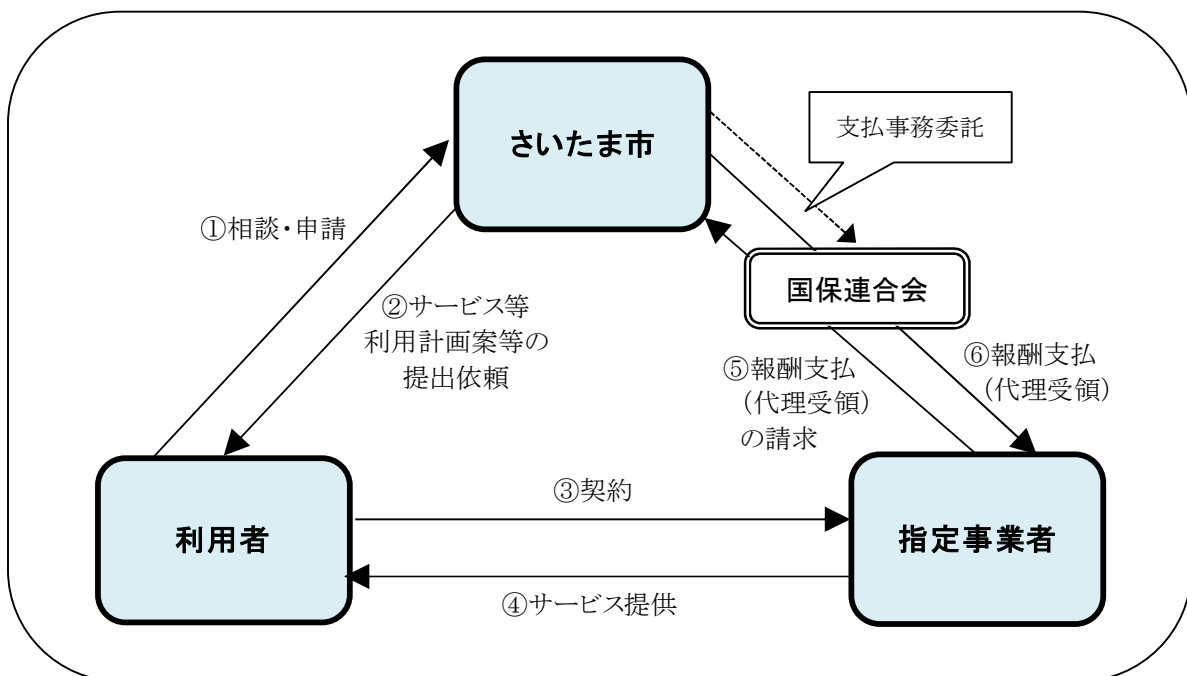 さいたま市
支払事務委託
①相談・申請
国保連合会
②サービス等
利用計画案等の
提出依頼
⑤報酬支払
(代理受領)
の請求
⑥報酬支払
(代理受領)
利用者
③契約
指定事業者
④サービス提供